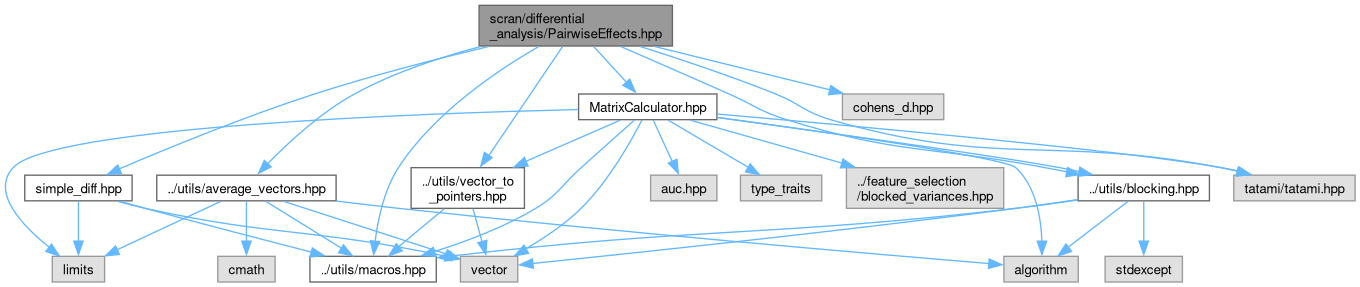 scran/differential
_analysis/PairwiseEffects.hpp
MatrixCalculator.hpp
cohens_d.hpp
simple_diff.hpp
../utils/average_vectors.hpp
../utils/vector_to
_pointers.hpp
auc.hpp
type_traits
../feature_selection
/blocked_variances.hpp
../utils/blocking.hpp
tatami/tatami.hpp
limits
cmath
../utils/macros.hpp
vector
algorithm
stdexcept